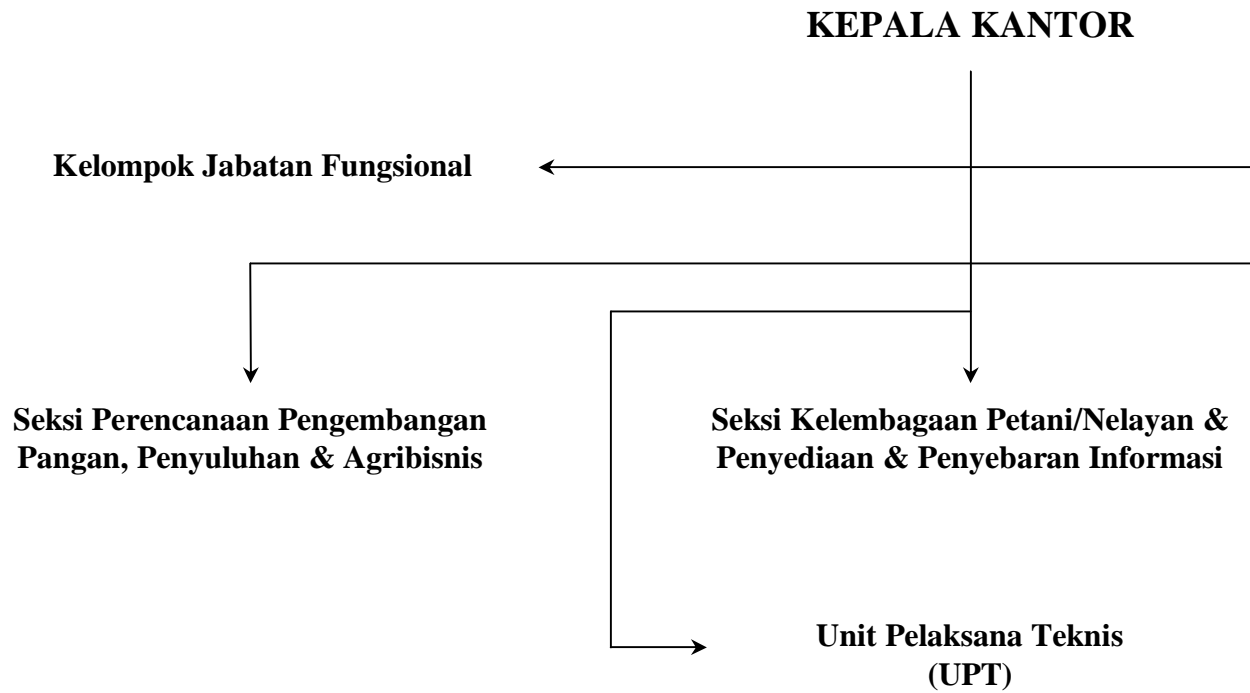 KEPALA KANTOR
Kelompok Jabatan Fungsional
Seksi Perencanaan Pengembangan
Pangan, Penyuluhan & Agribisnis
Seksi Kelembagaan Petani/Nelayan &
Penyediaan & Penyebaran Informasi
Unit Pelaksana Teknis
(UPT)